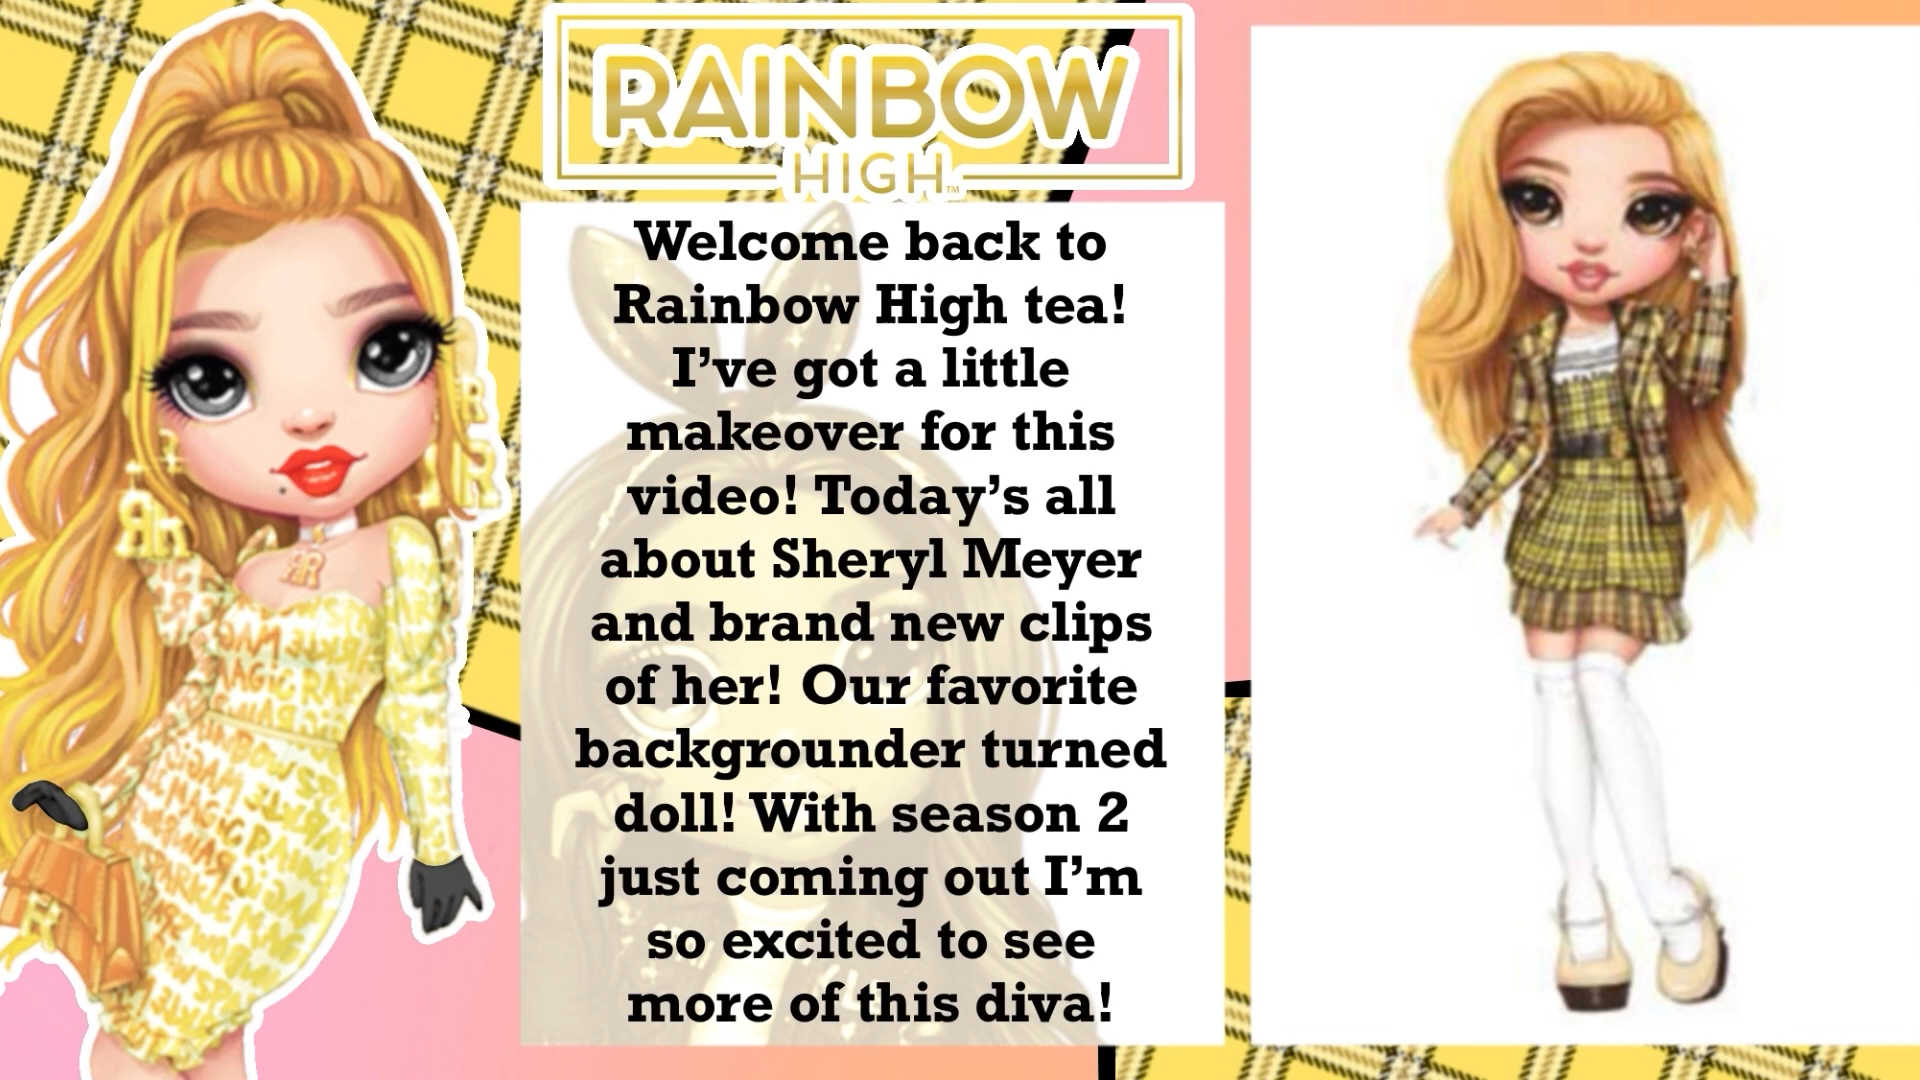 RAINBOW
HIGH™
Welcome back to
Rainbow High tea!
I’ve got a little
makeover for this
video! Today’s all
about Sheryl Meyer
and brand new clips
of her! Our favorite
backgrounder turned
doll! With season 2
just coming out I’m
so excited to see
more of this diva!